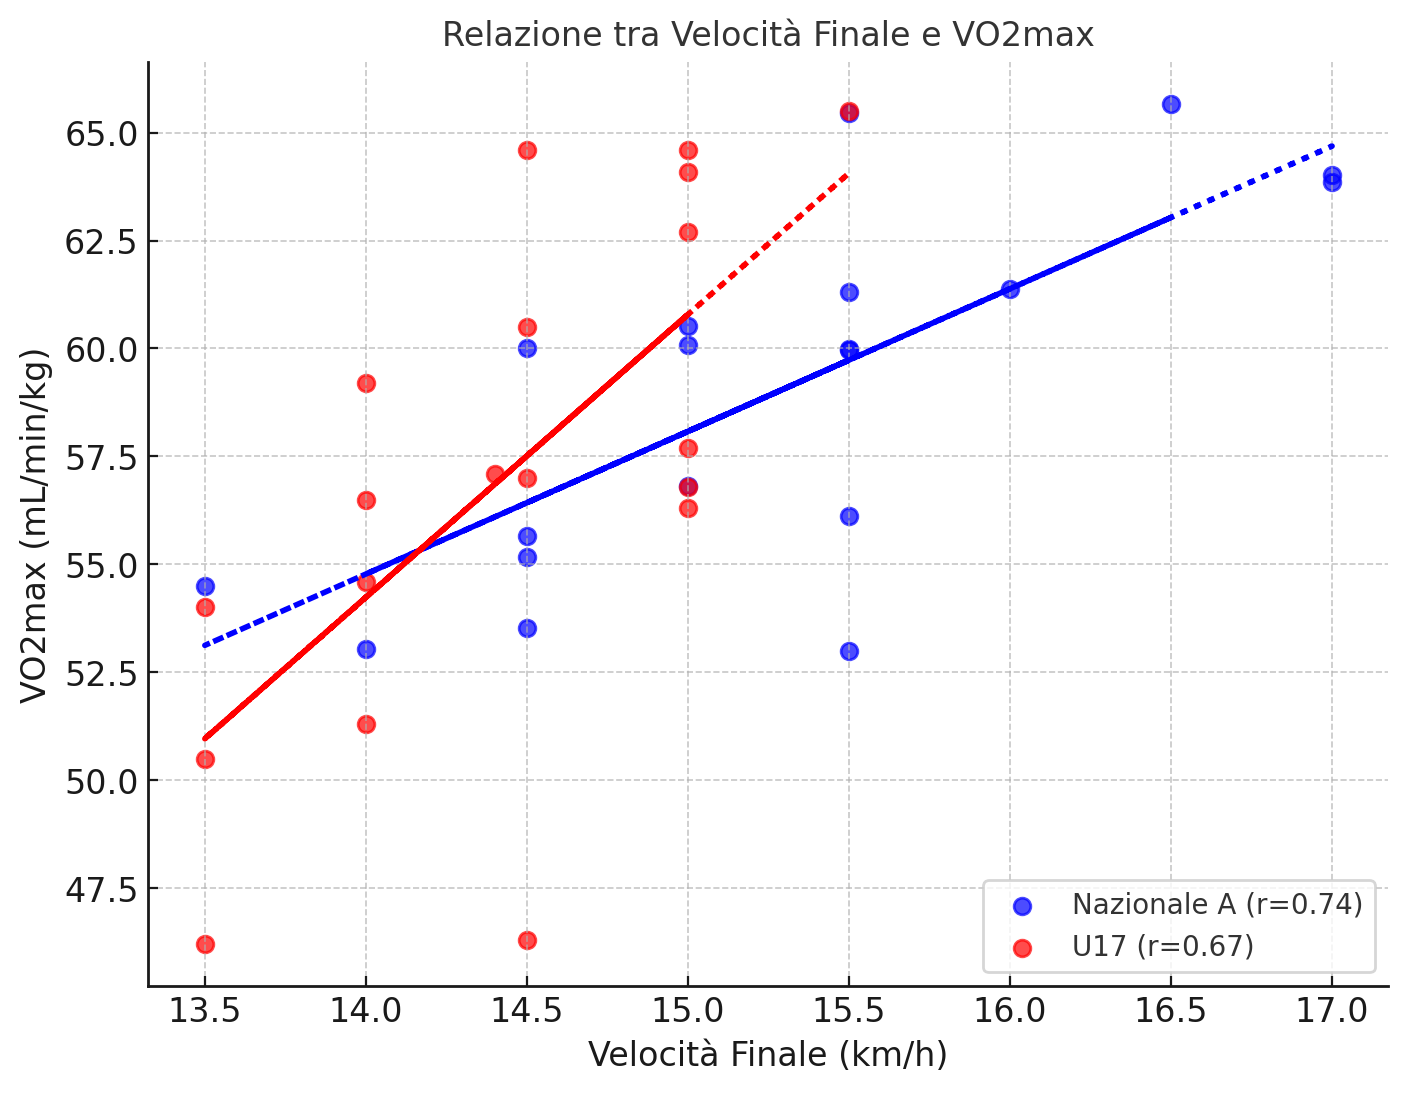 Relazione tra Velocità Finale e VO2max
VO2max (mL/min/kg)
65.0
62.5
60.0
57.5
55.0
52.5
50.0
47.5
13.5 14.0 14.5 15.0 15.5 16.0 16.5 17.0
Velocità Finale (km/h)
Nazionale A (r=0.74)
U17 (r=0.67)